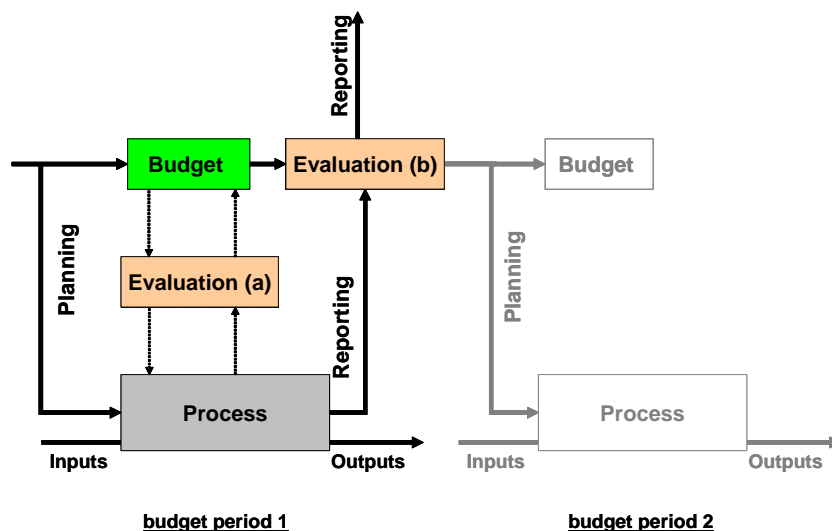 Reporting
Budget
Evaluation (b)
Budget
Planning
Evaluation (a)
Reporting
Planning
Process
Process
Inputs
Outputs
Inputs
Outputs
budget period 1
budget period 2